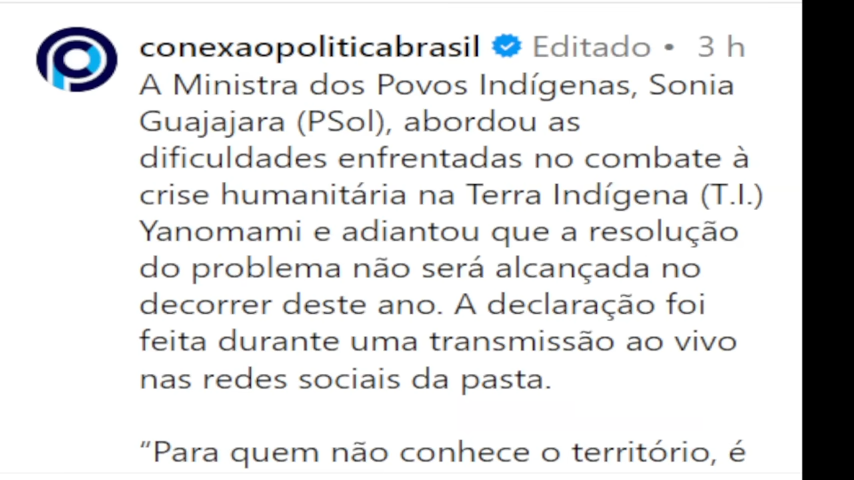 conexaopoliticabrasil Editado • 3 h
A Ministra dos Povos Indígenas, Sonia
Guajajara (PSol), abordou as
dificuldades enfrentadas no combate à
crise humanitária na Terra Indígena (T.I.)
Yanomami e adiantou que a resolução
do problema não será alcançada no
decorrer deste ano. A declaração foi
feita durante uma transmissão ao vivo
nas redes sociais da pasta.
“Para quem não conhece o território, é